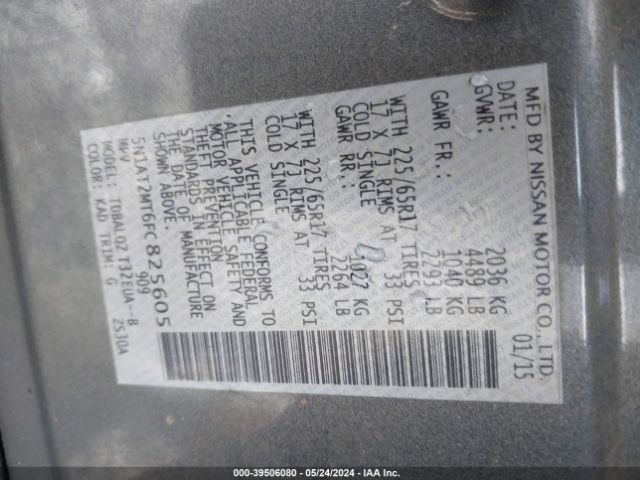 MFD BY NISSAN MOTOR CO., LTD.
DATE: 01/15
GVWR: 2036 KG
4489 LB
GAWR FR: 1040 KG
2293 LB
WITH 225/65R17 TIRES
17 X 7J RIMS AT 33 PSI
COLD SINGLE
GAWR RR: 1027 KG
2264 LB
WITH 225/65R17 TIRES
17 X 7J RIMS AT 33 PSI
COLD SINGLE
THIS VEHICLE CONFORMS TO
ALL APPLICABLE FEDERAL
MOTOR VEHICLE SAFETY AND
THEFT PREVENTION
STANDARDS IN EFFECT ON
THE DATE OF MANUFACTURE
SHOWN ABOVE.
5N1AT2MT6FC825605
MPV 909
MODEL: TOBALQZ T32EUA--B
COLOR: KAD TRIM: G ZS30A
000-39506080 - 05/24/2024 - IAA Inc.